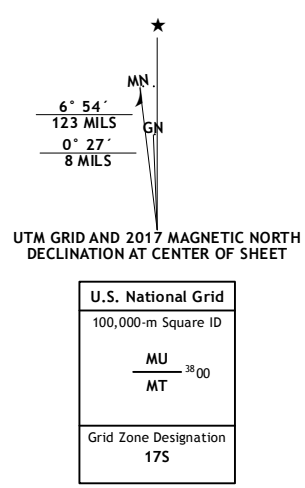 ★
MN
6° 54´
123 MILS
GN
0° 27´
8 MILS
UTM GRID AND 2017 MAGNETIC NORTH
DECLINATION AT CENTER OF SHEET
U.S. National Grid
100,000-m Square ID
MU
3800
MT
Grid Zone Designation
17S